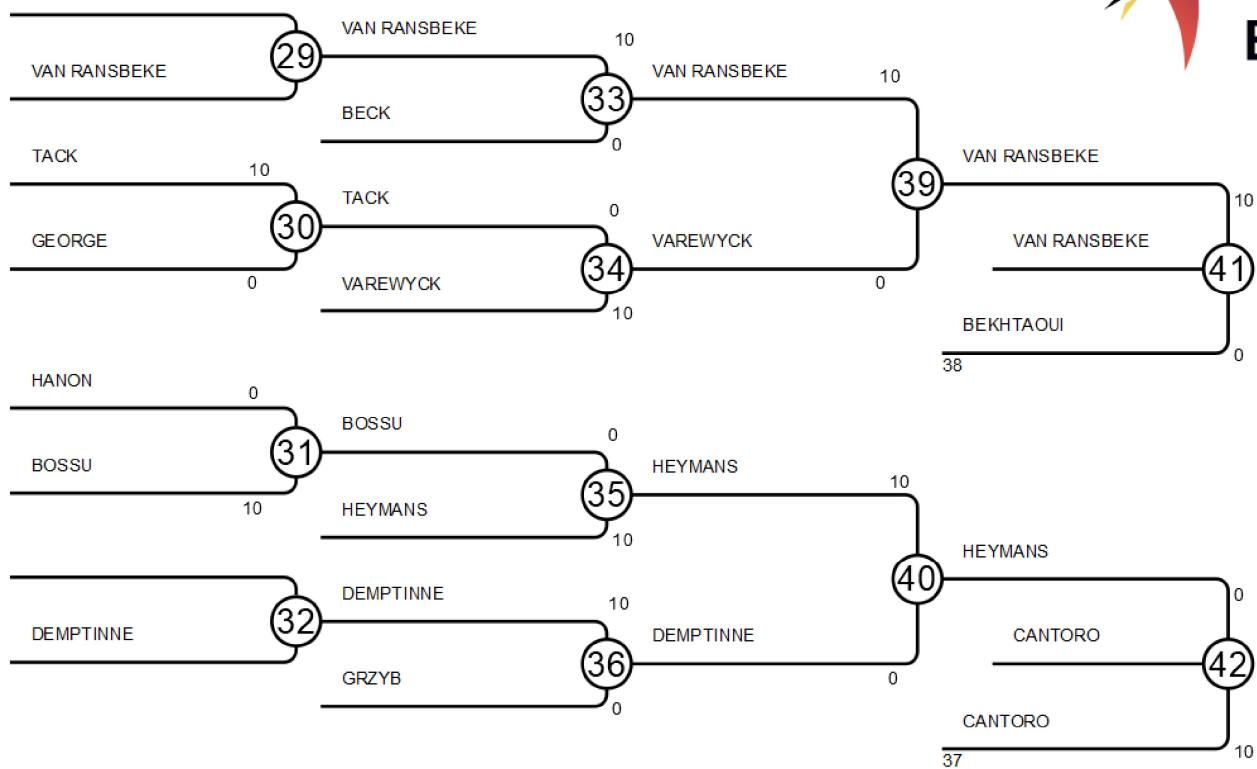 VAN RANSBEKE
10
E
29
VAN RANSBEKE
33
VAN RANSBEKE
10
BECK
0
TACK
10
39
VAN RANSBEKE
10
30
TACK
0
GEORGE
0
34
VAREWYCK
0
VAN RANSBEKE
41
VAREWYCK
10
BEKHTAOUI
0
38
HANON
0
31
BOSSU
0
BOSSU
10
35
HEYMANS
10
HEYMANS
10
40
HEYMANS
0
32
DEMPTINNE
10
DEMPTINNE
36
DEMPTINNE
0
CANTORO
42
GRZYB
0
CANTORO
10
37